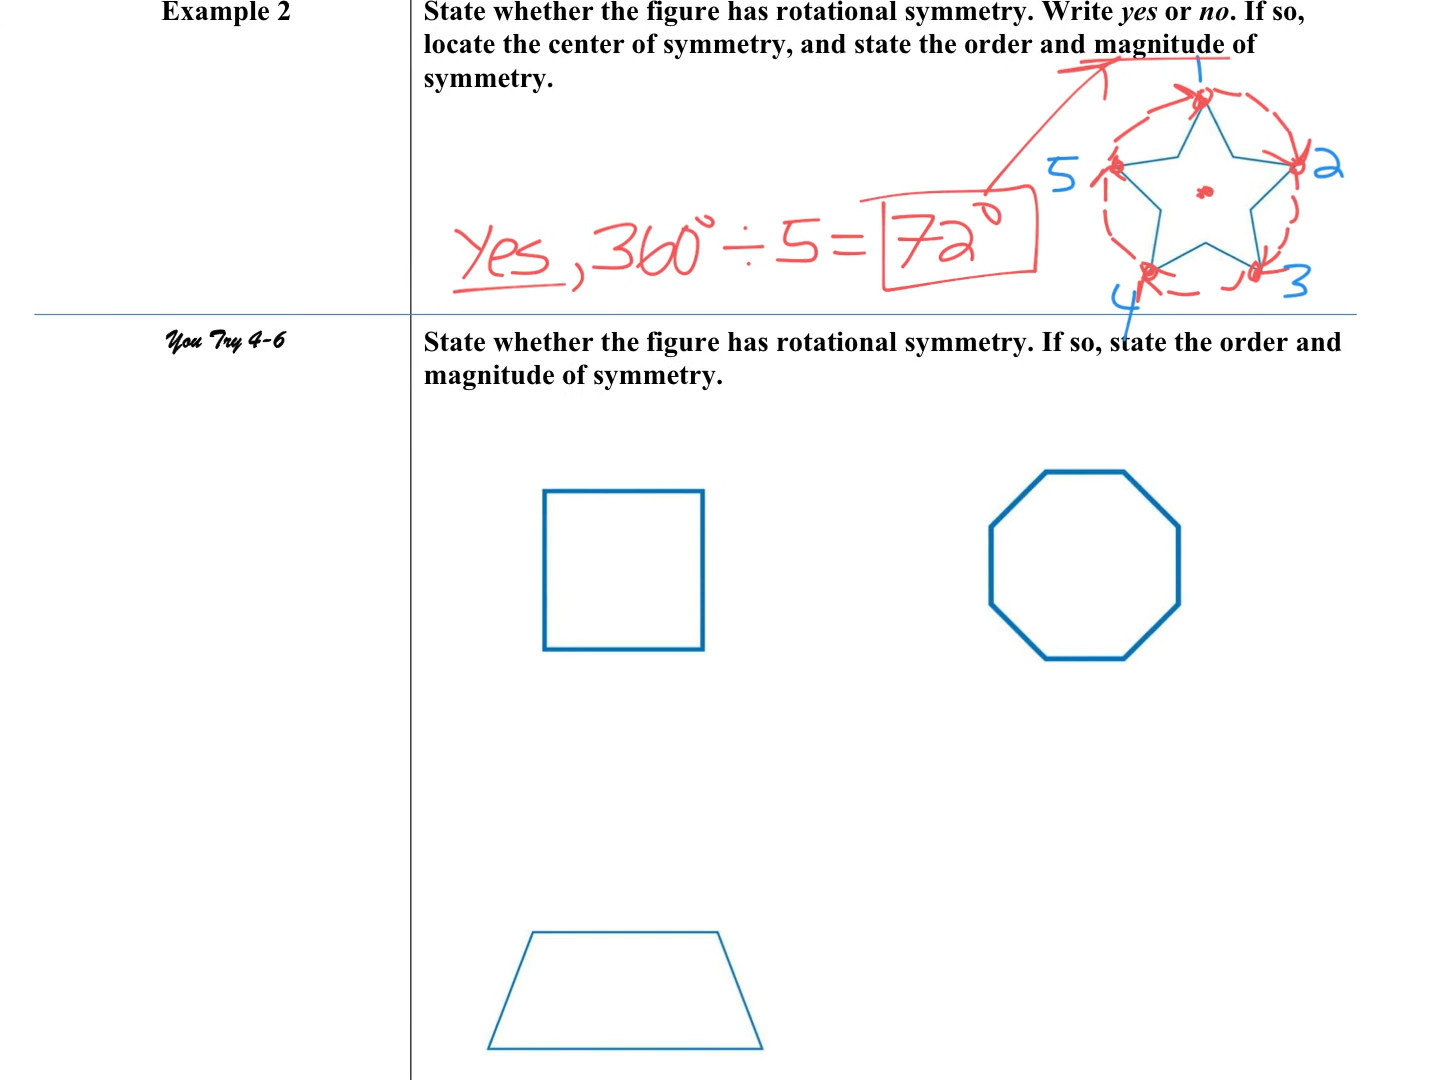 Example 2
State whether the figure has rotational symmetry. Write yes or no. If so,
locate the center of symmetry, and state the order and magnitude of
symmetry.
1
5
2
yes, 360° ÷ 5 = 72°
4
3
You Try 4-6
State whether the figure has rotational symmetry. If so, state the order and
magnitude of symmetry.